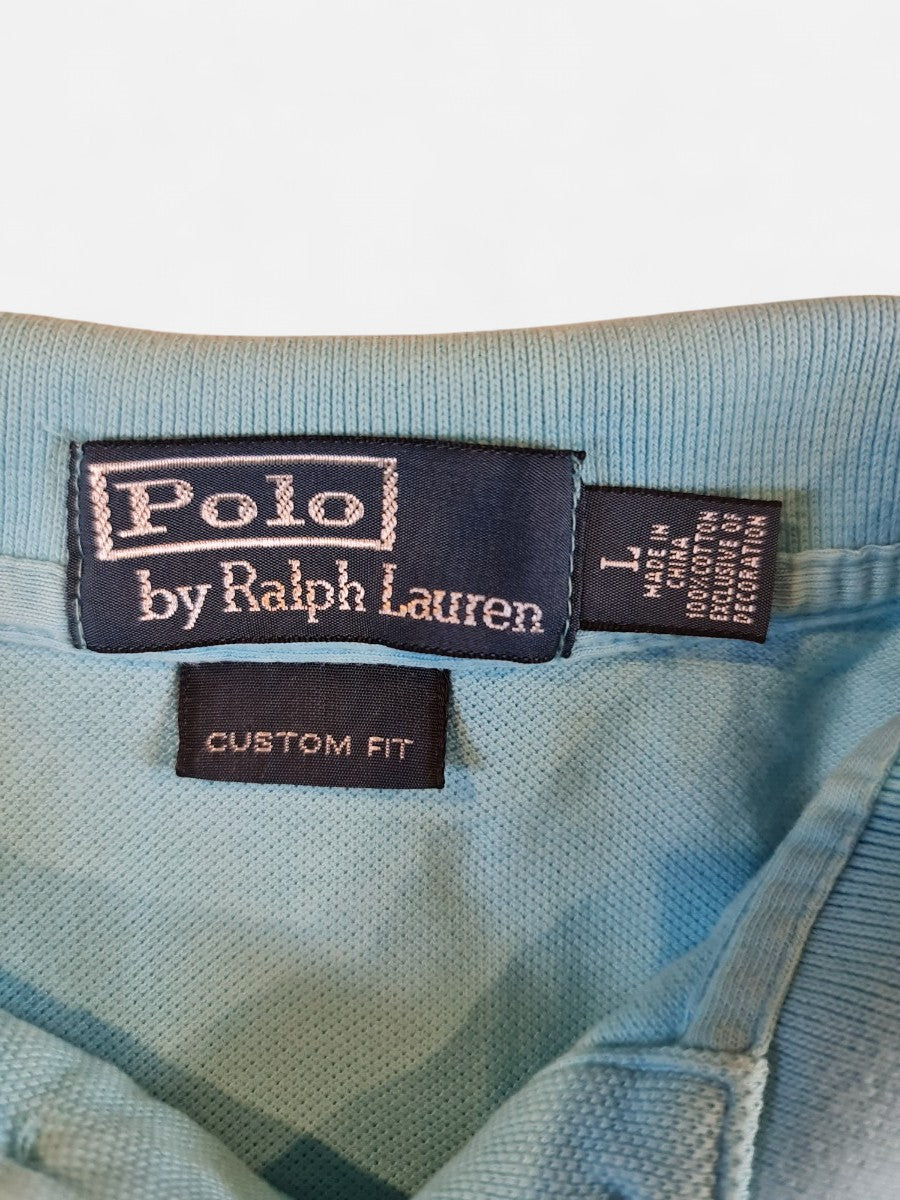 Polo
by Ralph Lauren
L
MADE IN
CHINA
100% COTTON
EXCLUSIVE OF
DECORATION
CUSTOM FIT